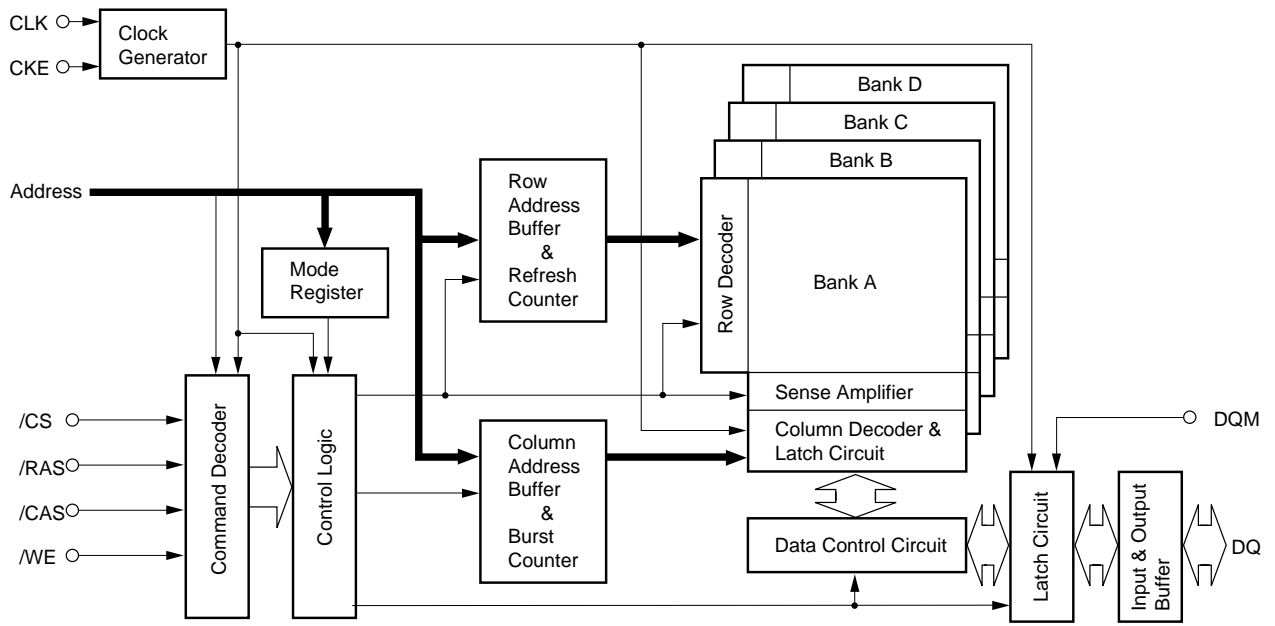 CLK
CKE
Clock
Generator
Bank D
Bank C
Bank B
Address
Row
Address
Buffer
&
Refresh
Counter
Mode
Register
Row Decoder
Bank A
Sense Amplifier
Column Decoder &
Latch Circuit
/CS
/RAS
/CAS
/WE
Command Decoder
Control Logic
Column
Address
Buffer
&
Burst
Counter
Data Control Circuit
DQM
Latch Circuit
Input & Output
Buffer
DQ